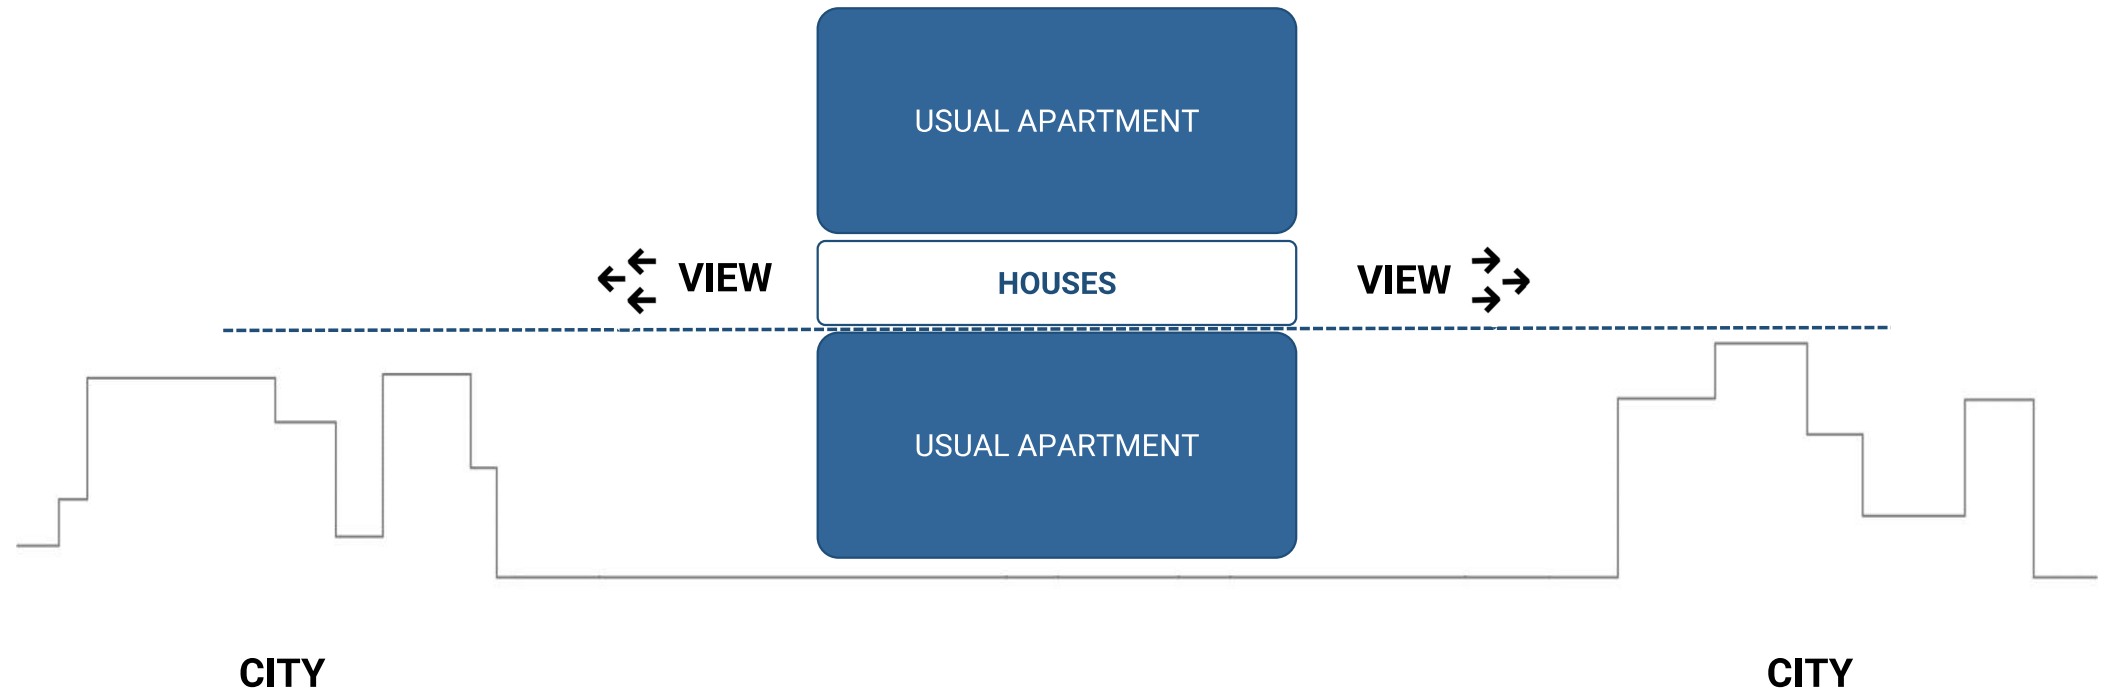 USUAL APARTMENT
VIEW
HOUSES
VIEW
USUAL APARTMENT
CITY
CITY